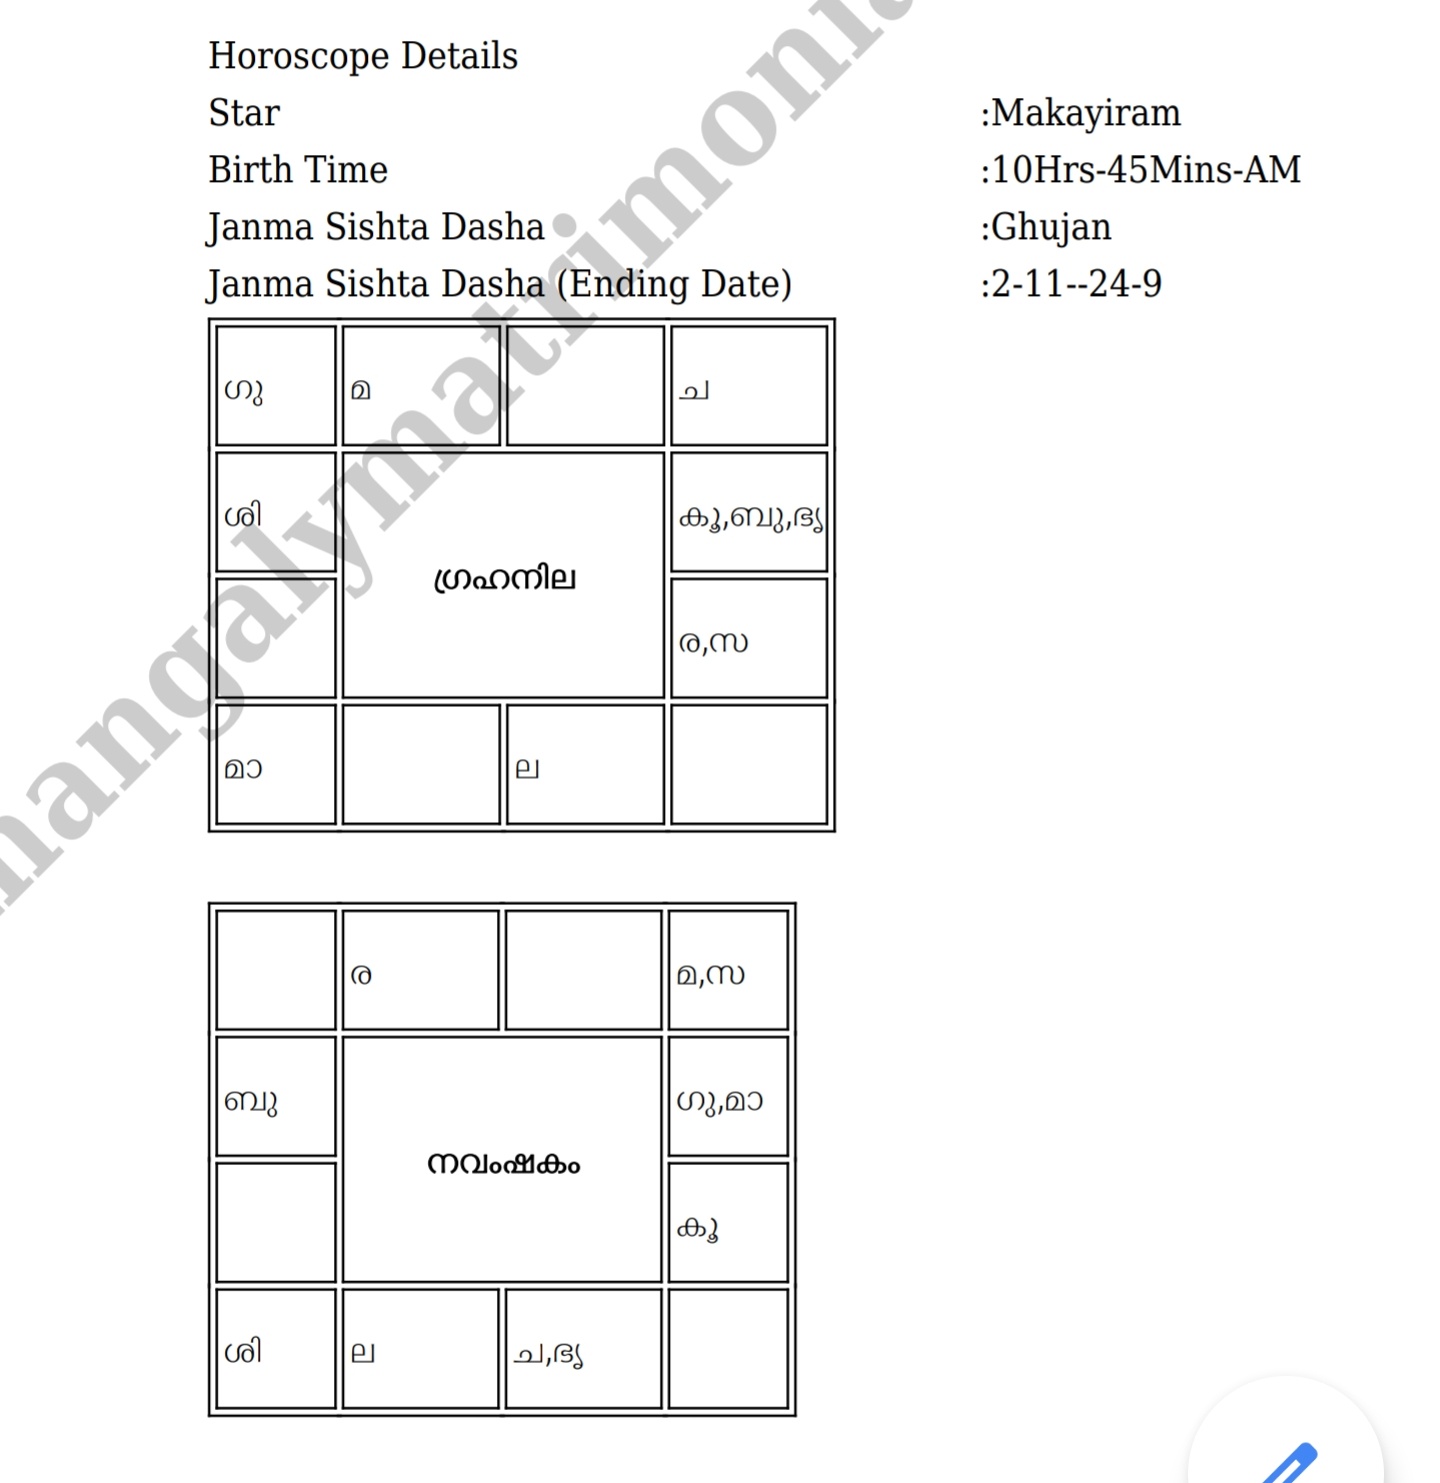 Horoscope Details
Star :Makayiram
Birth Time :10Hrs-45Mins-AM
Janma Sishta Dasha :Ghujan
Janma Sishta Dasha (Ending Date) :2-11--24-9
ഗു മ ച
ശി കു,ബു,ഭൃ
ഗ്രഹനില
ര,സ
മാ ല
ര മ,സ
ബു ഗു,മാ
നവംഷകം
കു
ശി ല ച,ഭൃ
mangalymatrimonia